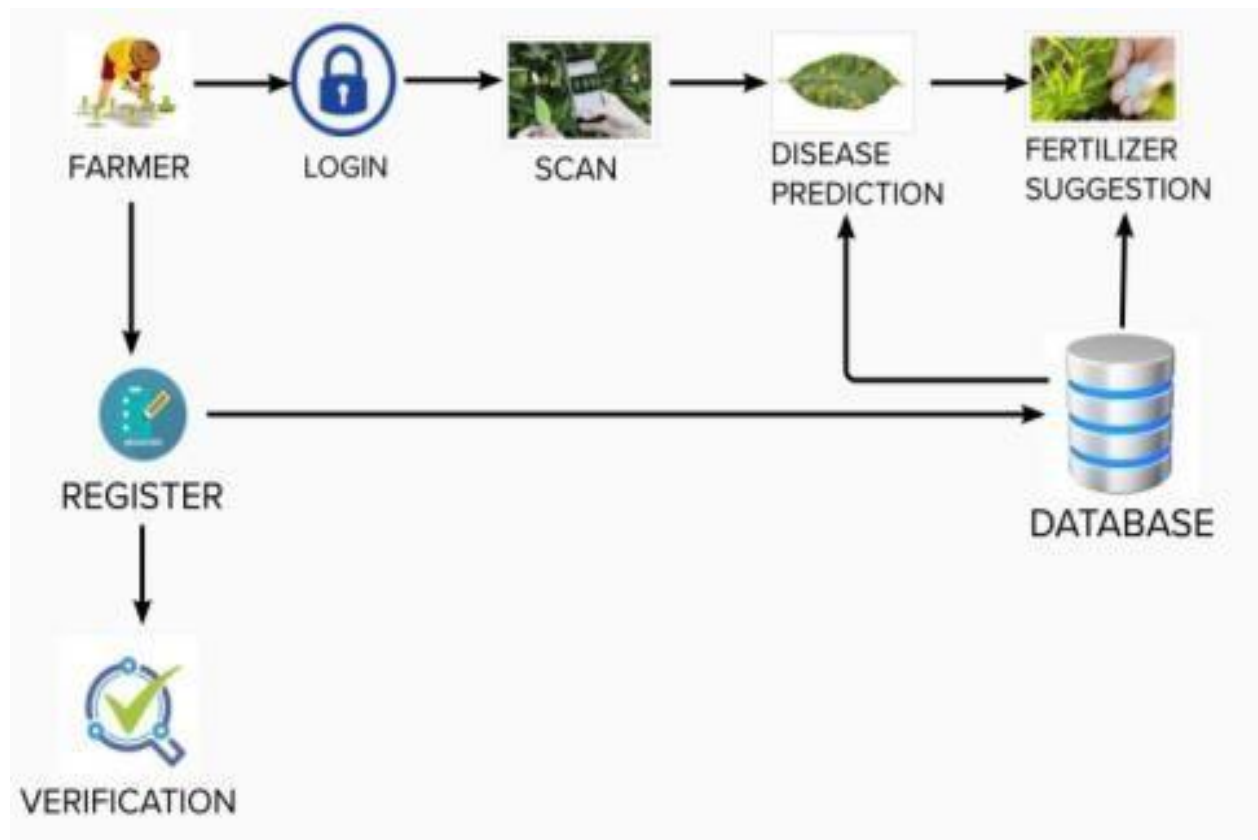 FARMER
LOGIN
SCAN
DISEASE
PREDICTION
FERTILIZER
SUGGESTION
REGISTER
DATABASE
VERIFICATION